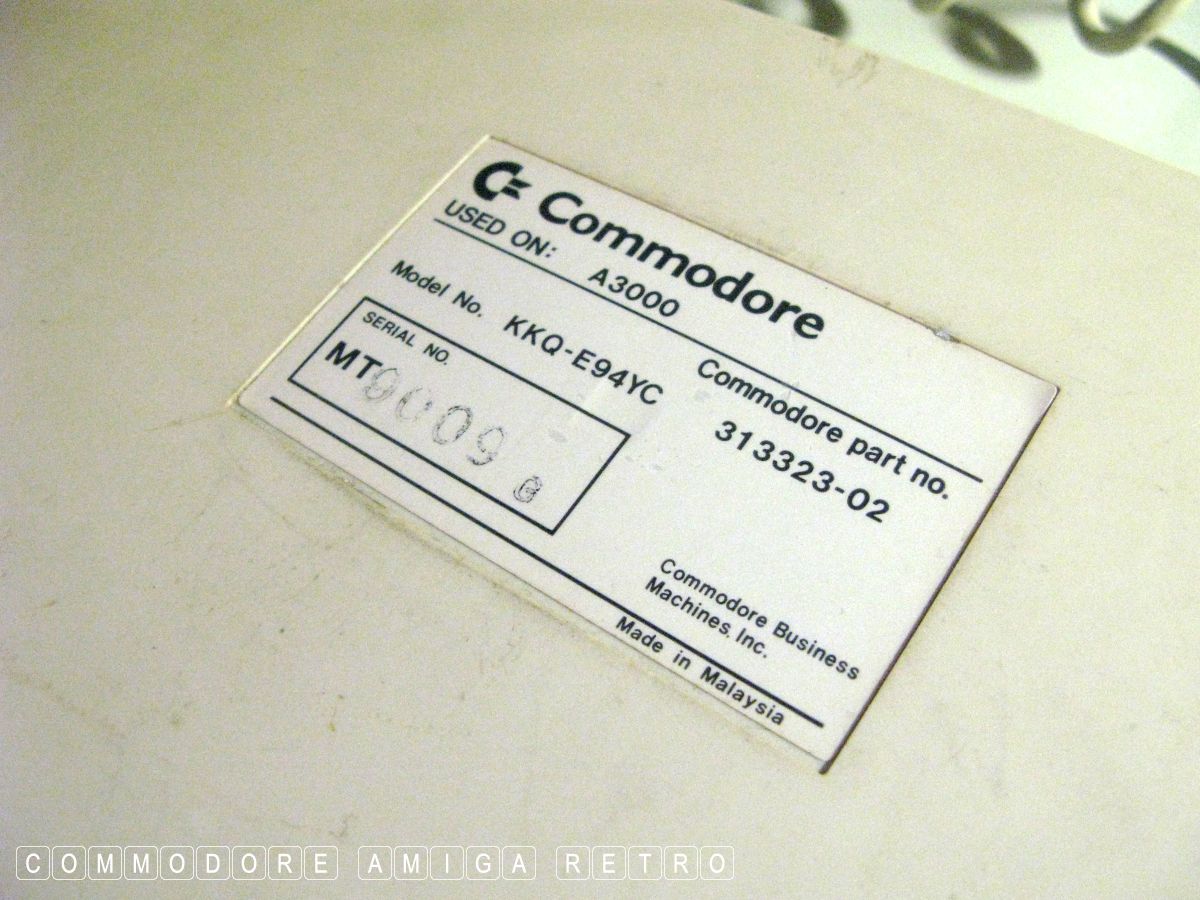 Commodore
USED ON: A3000
Model No. KKQ-E94YC
Commodore part no.
313323-02
SERIAL NO.
MT
Commodore Business
Machines, Inc.
Made in Malaysia
COMMODORE AMIGA RETRO